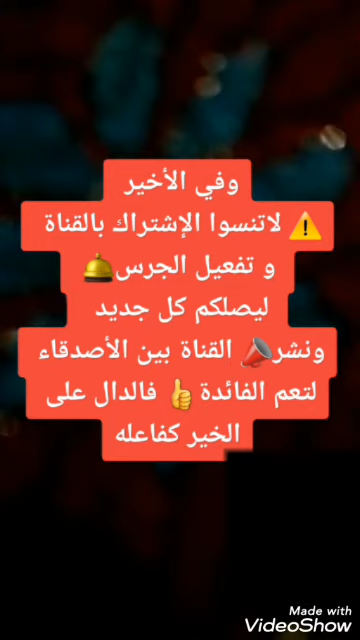 وفي الأخير
⚠️ لاتنسوا الإشتراك بالقناة
و تفعيل الجرس🛎️
ليصلكم كل جديد
ونشر📣 القناة بين الأصدقاء
لتعم الفائدة👍 فالدال على
الخير كفاعله
Made with
VideoShow